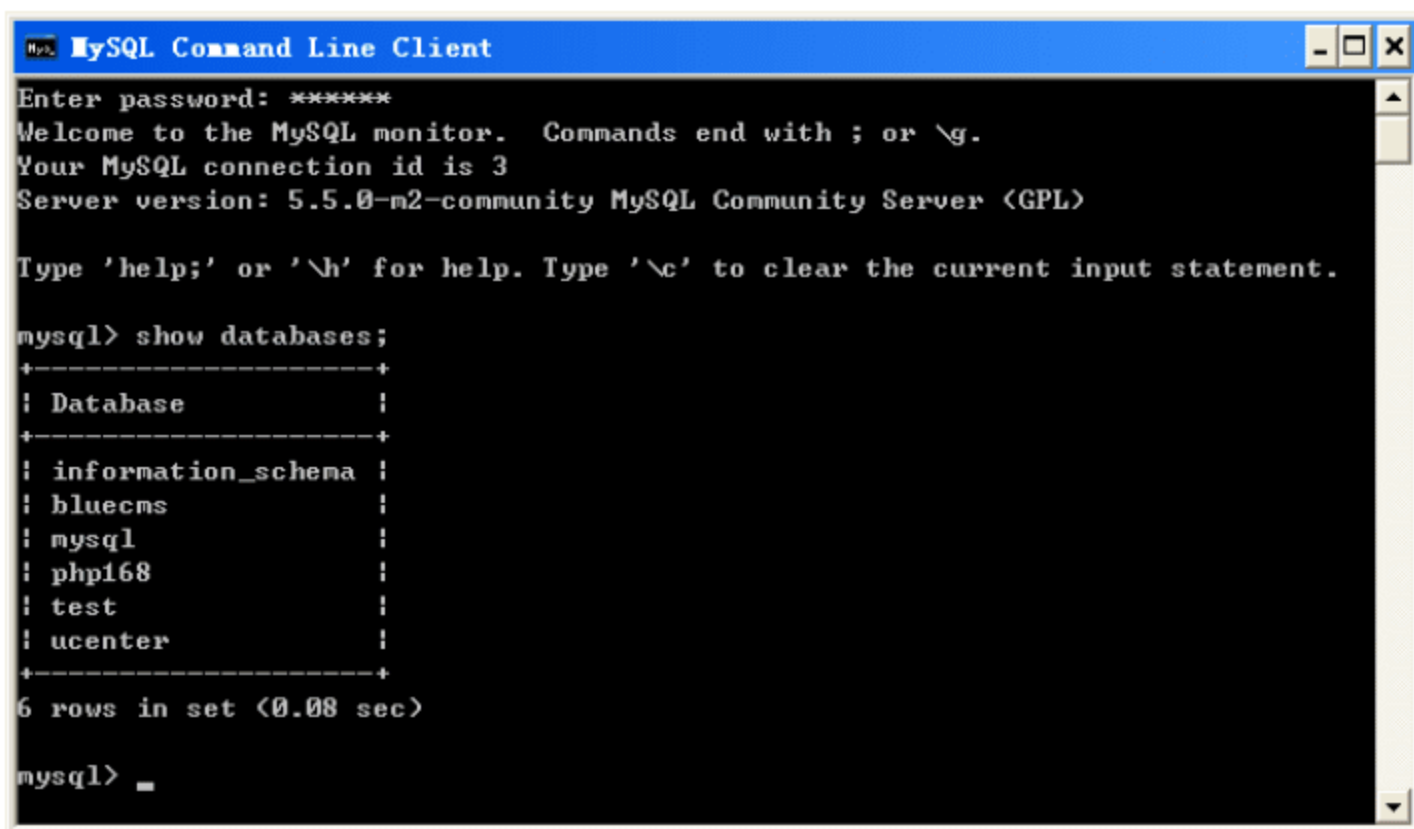 MySQL Command Line Client
Enter password: ******
Welcome to the MySQL monitor.  Commands end with ; or \g.
Your MySQL connection id is 3
Server version: 5.5.0-m2-community MySQL Community Server (GPL)
Type 'help;' or '\h' for help. Type '\c' to clear the current input statement.
mysql> show databases;
+--------------------+
| Database           |
+--------------------+
| information_schema |
| bluecms            |
| mysql              |
| php168             |
| test               |
| ucenter            |
+--------------------+
6 rows in set (0.08 sec)
mysql> _